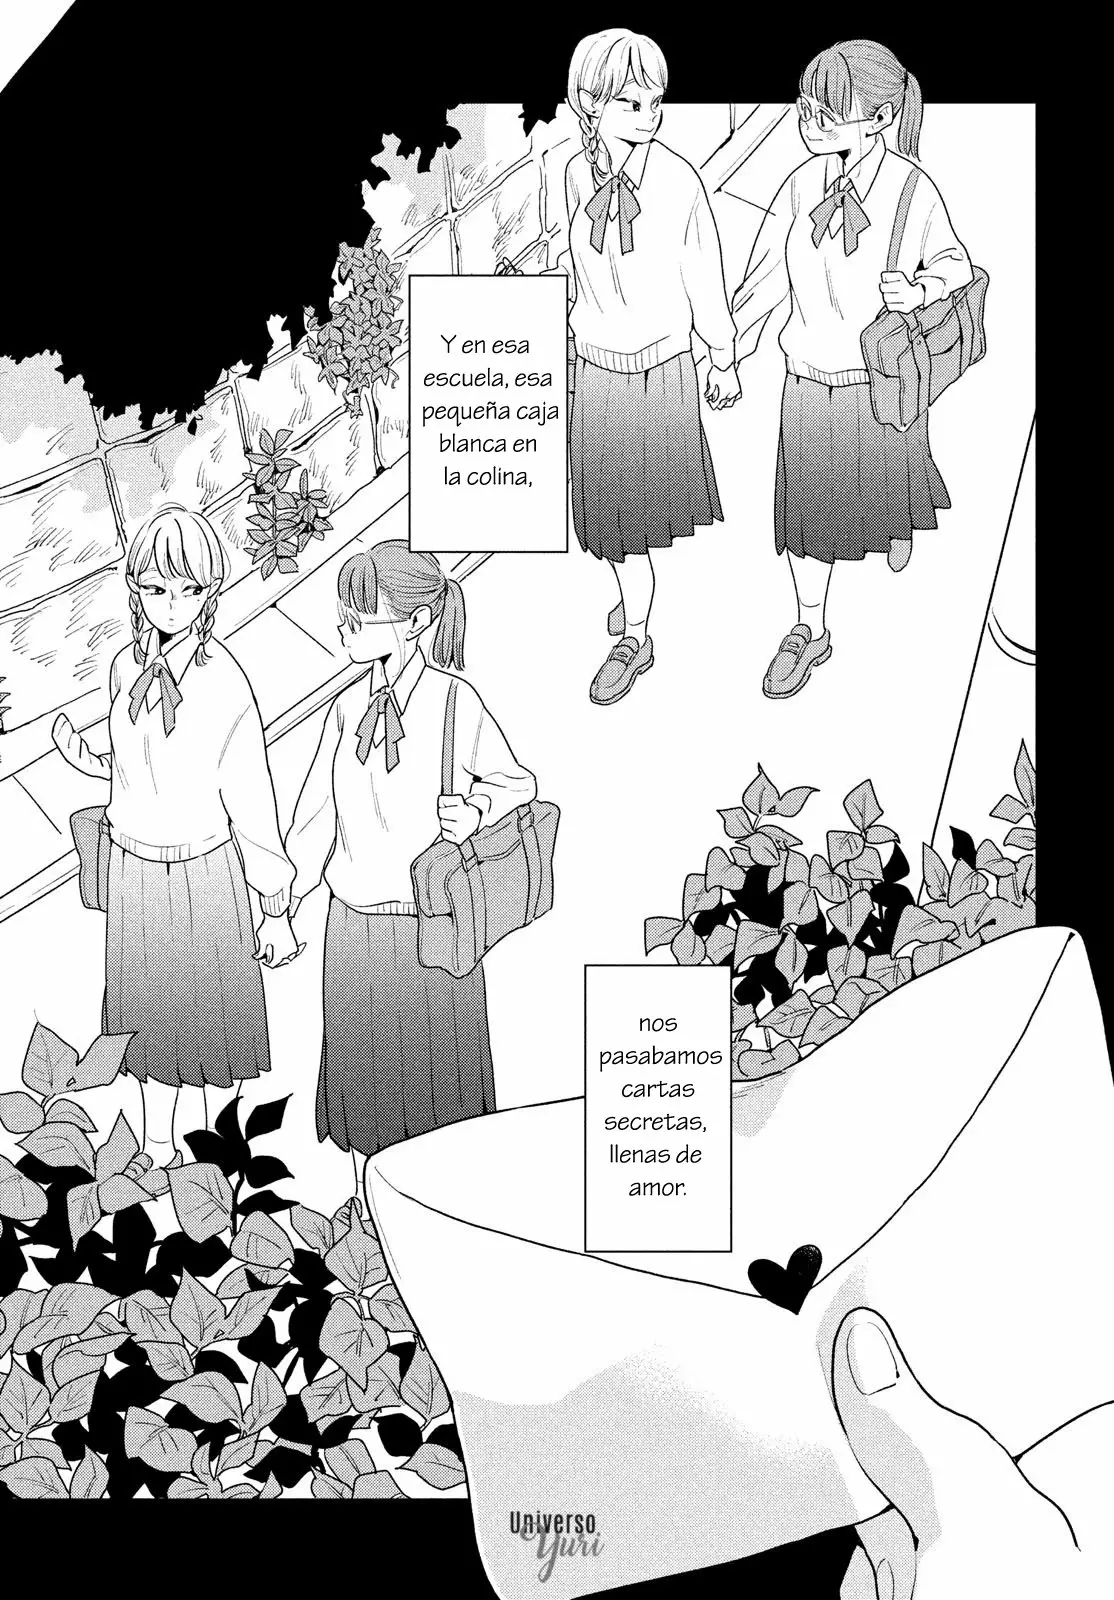 Y en esa
escuela, esa
pequeña caja
blanca en
la colina,
nos
pasabamos
cartas
secretas,
llenas de
amor.
Universo
Yuri